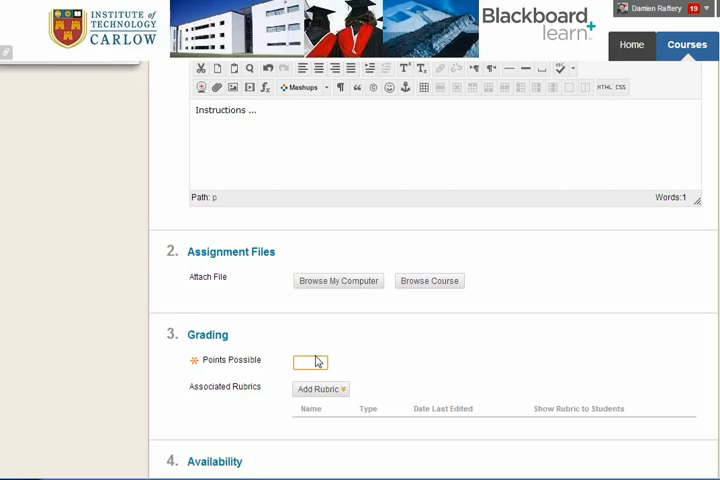 INSTITUTE of
TECHNOLOGY
CARLOW
Blackboard
learn+
Damien Raftery 19
Home Courses
Mashups
HTML CSS
Instructions ...
Path: p
Words:1
2. Assignment Files
Attach File
Browse My Computer
Browse Course
3. Grading
Points Possible
Associated Rubrics
Add Rubric
Name Type Date Last Edited Show Rubric to Students
4. Availability